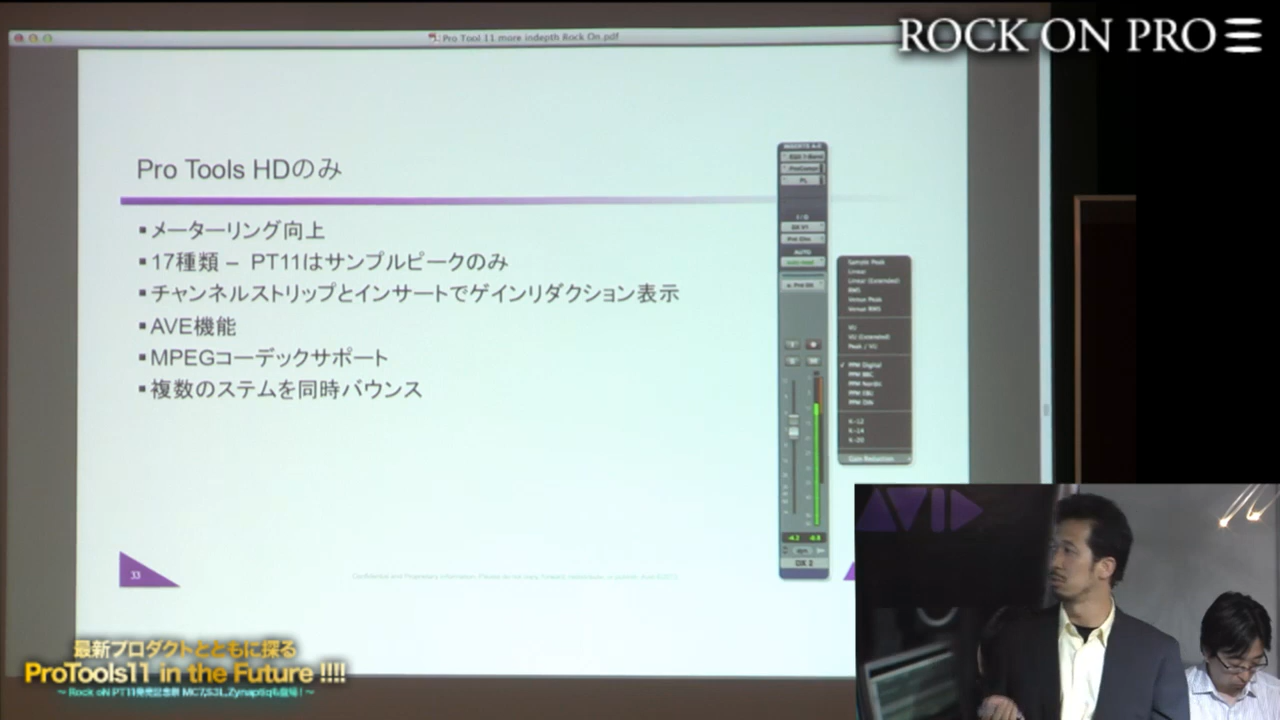 ROCK ON PRO
Pro Tool 11 more indepth Rock On.pdf
Pro Tools HDのみ
▪メーターリング向上
▪17種類 – PT11はサンプルピークのみ
▪チャンネルストリップとインサートでゲインリダクション表示
▪AVE機能
▪MPEGコーデックサポート
▪複数のステムを同時バウンス
INSERTS A-E
I / O
AUTO
DX 2
Sample Peak
Linear
Linear (Extended)
RMS
Venue Peak
Venue RMS
VU
VU (Extended)
Peak / VU
✓ PPM Digital
PPM BBC
PPM Nordic
PPM EBU
PPM DIN
K-12
K-14
K-20
Gain Reduction
33
AVID
最新プロダクトとともに探る
ProTools11 in the Future !!!!